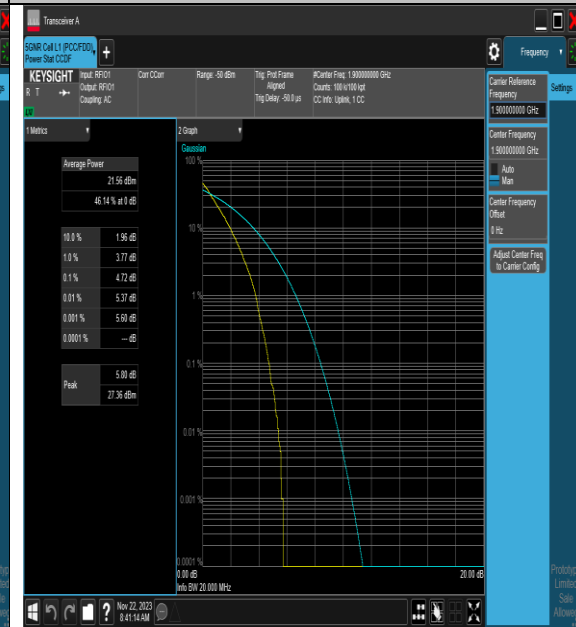 Transceiver A
5GNR Cell L1 (PCC/FDD)
Power Stat CCDF
+
Frequency
KEYSIGHT
R T
Input: RFIO1
Output: RFIO1
Coupling: AC
Corr CCorr
Range: -50 dBm
Trig: Prot Frame
Aligned
Trig Delay: -50.0 µs
#Center Freq: 1.900000000 GHz
Counts: 100 k/100 kpt
CC Info: Uplink, 1 CC
Carrier Reference
Frequency
1.900000000 GHz
Settings
Center Frequency
1.900000000 GHz
Auto
Man
Center Frequency
Offset
0 Hz
Adjust Center Freq
to Carrier Config
1 Metrics
Average Power
21.56 dBm
46.14 % at 0 dB
10.0 % 1.96 dB
1.0 % 3.77 dB
0.1 % 4.72 dB
0.01 % 5.37 dB
0.001 % 5.60 dB
0.0001 % --- dB
Peak
5.00 dB
27.36 dBm
2 Graph
Gaussian
100 %
10 %
1 %
0.1 %
0.01 %
0.001 %
0.0001 %
0.00 dB
20.00 dB
Info BW 20.000 MHz
?
Nov 22, 2023
8:41:14 AM
Limited
Sale